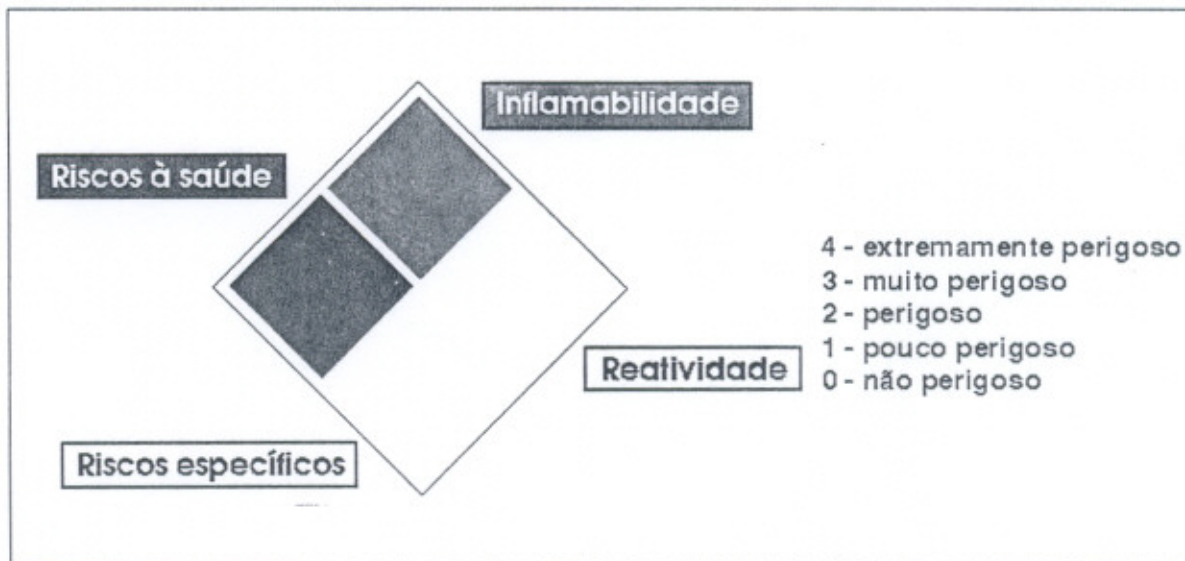 Inflamabilidade
Riscos à saúde
4 - extremamente perigoso
3 - muito perigoso
2 - perigoso
1 - pouco perigoso
0 - não perigoso
Reatividade
Riscos específicos